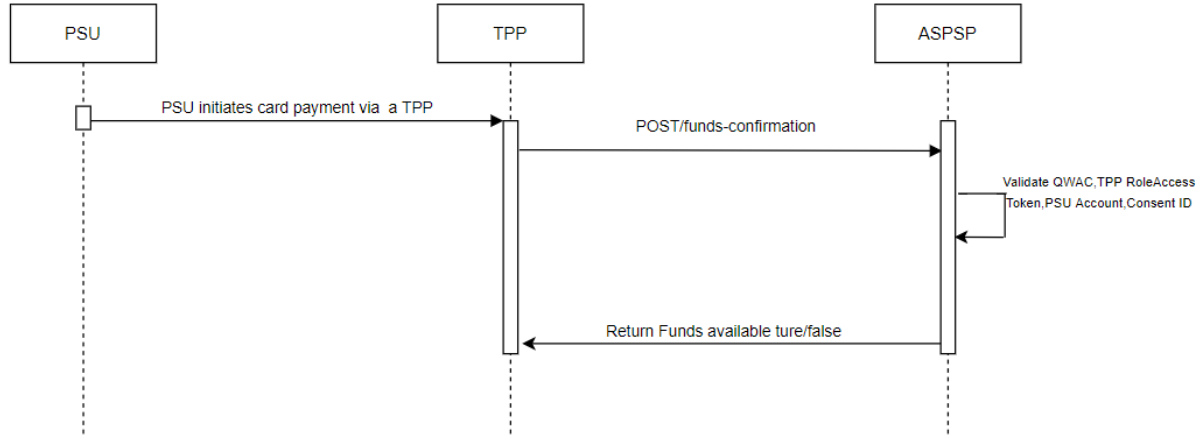 PSU
TPP
ASPSP
PSU initiates card payment via a TPP
POST/funds-confirmation
Validate QWAC,TPP RoleAccess
Token,PSU Account,Consent ID
Return Funds available ture/false